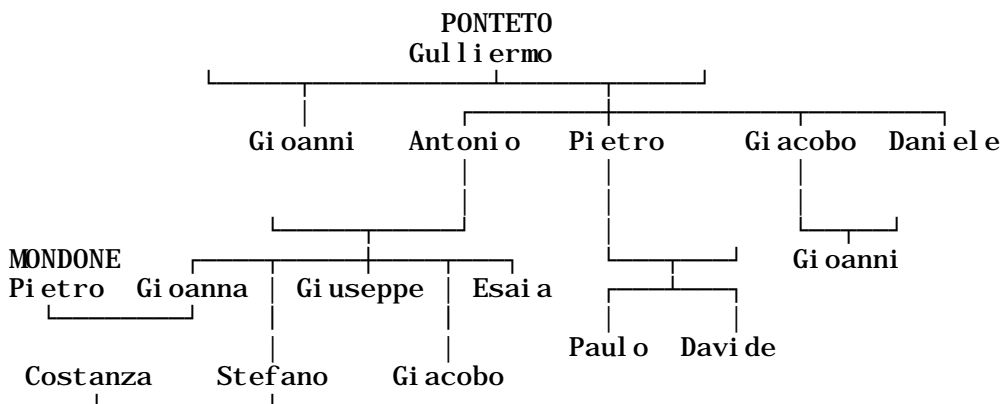 PONTETO
Gulliermo
Gioanni Antonio Pietro Giacobo Daniele
MONDONE Gioanni
Pietro Gioanna Giuseppe Esaia
Paulo Davide
Costanza Stefano Giacobo